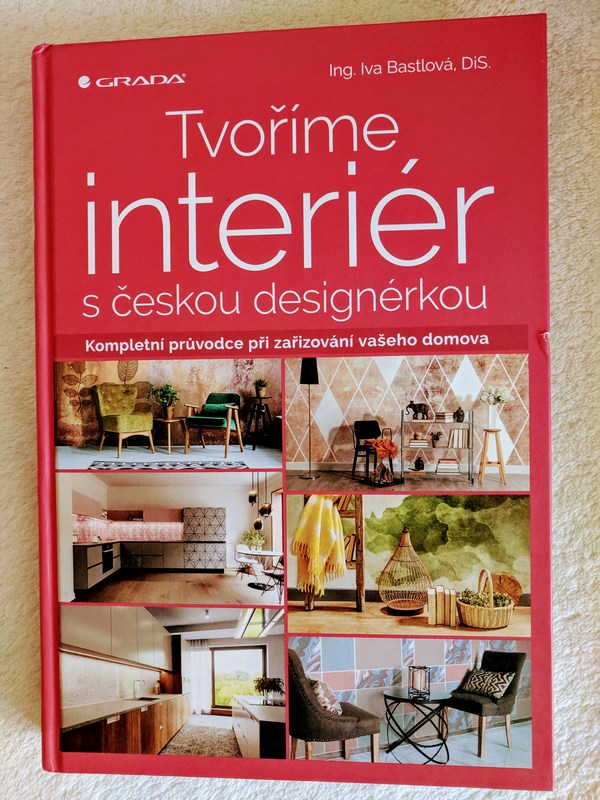 GRADA
Ing. Iva Bastlová, DiS.
Tvoříme
interiér
s českou designérkou
Kompletní průvodce při zařizování vašeho domova